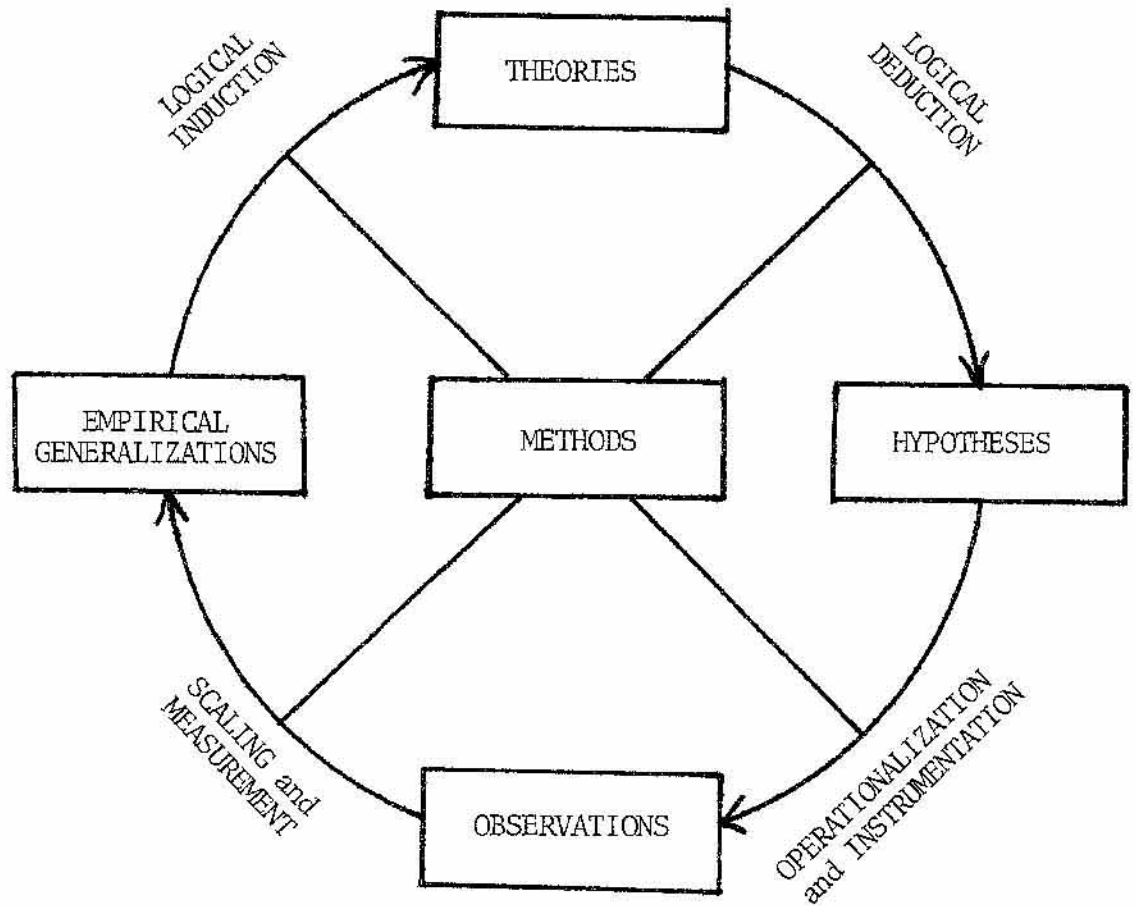 LOGICAL
INDUCTION
THEORIES
LOGICAL
DEDUCTION
EMPIRICAL
GENERALIZATIONS
METHODS
HYPOTHESES
SCALING and
MEASUREMENT
OBSERVATIONS
OPERATIONALIZATION
and INSTRUMENTATION